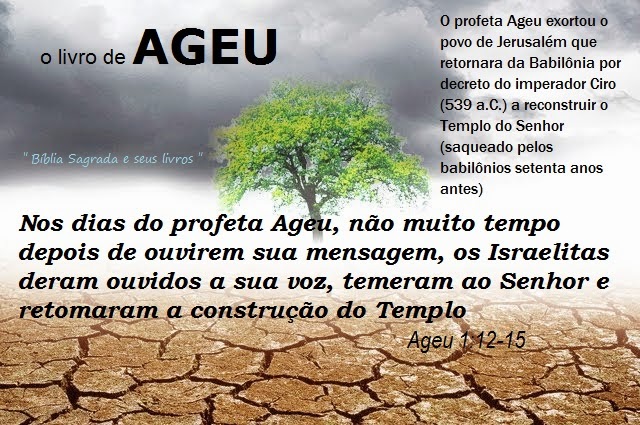 o livro de AGEU
O profeta Ageu exortou o
povo de Jerusalém que
retornara da Babilônia por
decreto do imperador Ciro
(539 a.C.) a reconstruir o
Templo do Senhor
(saqueado pelos
babilônios setenta anos
antes)
" Bíblia Sagrada e seus livros "
Nos dias do profeta Ageu, não muito tempo
depois de ouvirem sua mensagem, os Israelitas
deram ouvidos a sua voz, temeram ao Senhor e
retomaram a construção do Templo
Ageu 1 12-15